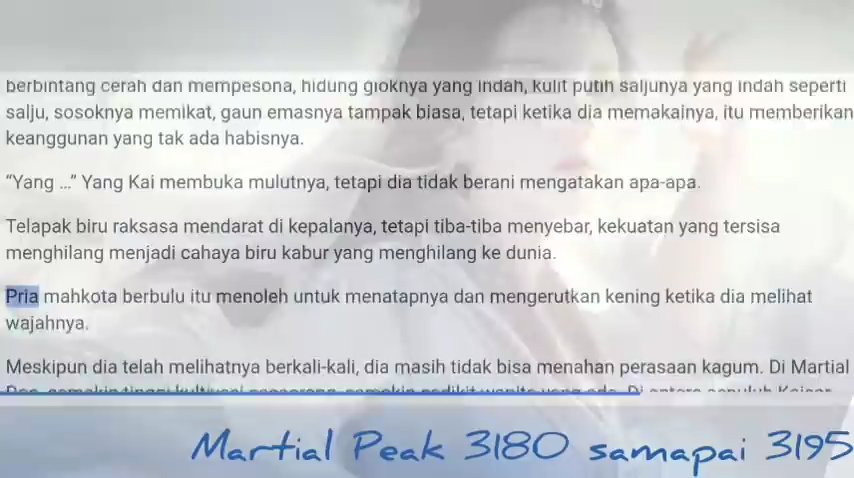 berbintang cerah dan mempesona, hidung gioknya yang indah, kulit putih saljunya yang indah seperti
salju, sosoknya memikat, gaun emasnya tampak biasa, tetapi ketika dia memakainya, itu memberikan
keanggunan yang tak ada habisnya.
“Yang ...” Yang Kai membuka mulutnya, tetapi dia tidak berani mengatakan apa-apa.
Telapak biru raksasa mendarat di kepalanya, tetapi tiba-tiba menyebar, kekuatan yang tersisa
menghilang menjadi cahaya biru kabur yang menghilang ke dunia.
Pria mahkota berbulu itu menoleh untuk menatapnya dan mengerutkan kening ketika dia melihat
wajahnya.
Meskipun dia telah melihatnya berkali-kali, dia masih tidak bisa menahan perasaan kagum. Di Martial
Martial Peak 3180 samapai 3195